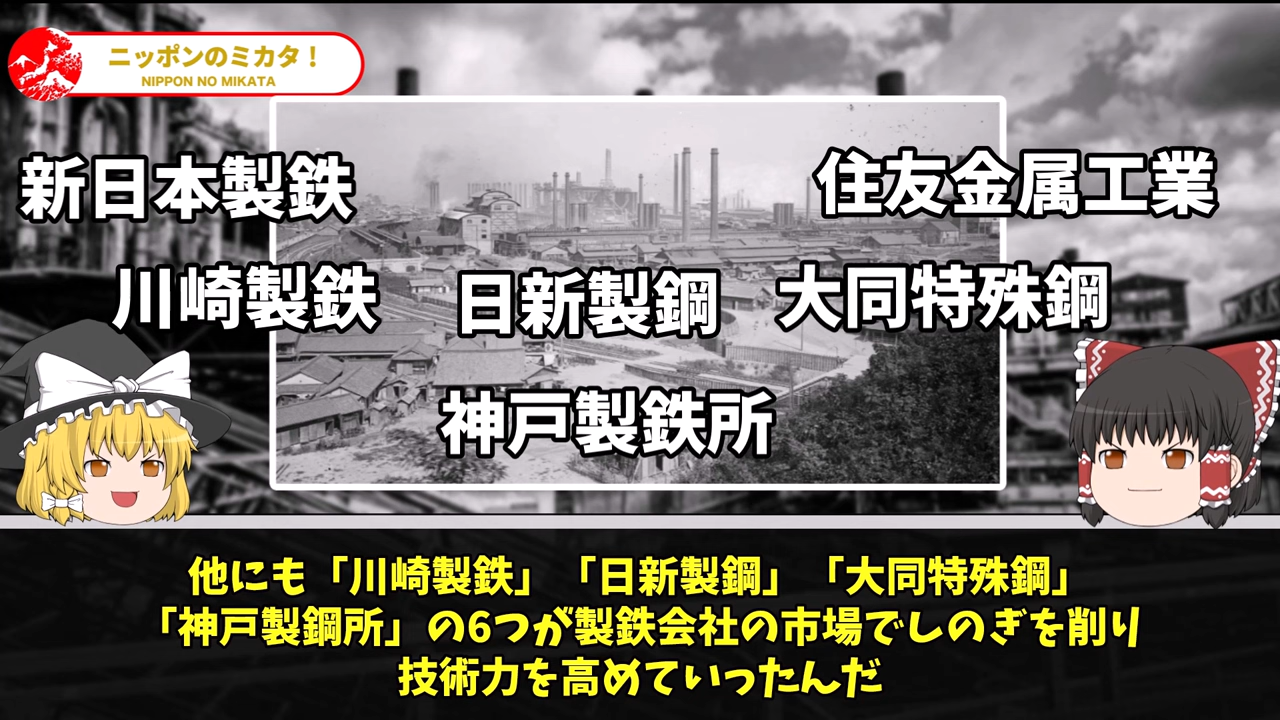 ニッポンのミカタ！
NIPPON NO MIKATA
新日本製鉄
住友金属工業
川崎製鉄
日新製鋼
大同特殊鋼
神戸製鉄所
他にも「川崎製鉄」「日新製鋼」「大同特殊鋼」
「神戸製鋼所」の6つが製鉄会社の市場でしのぎを削り
技術力を高めていったんだ